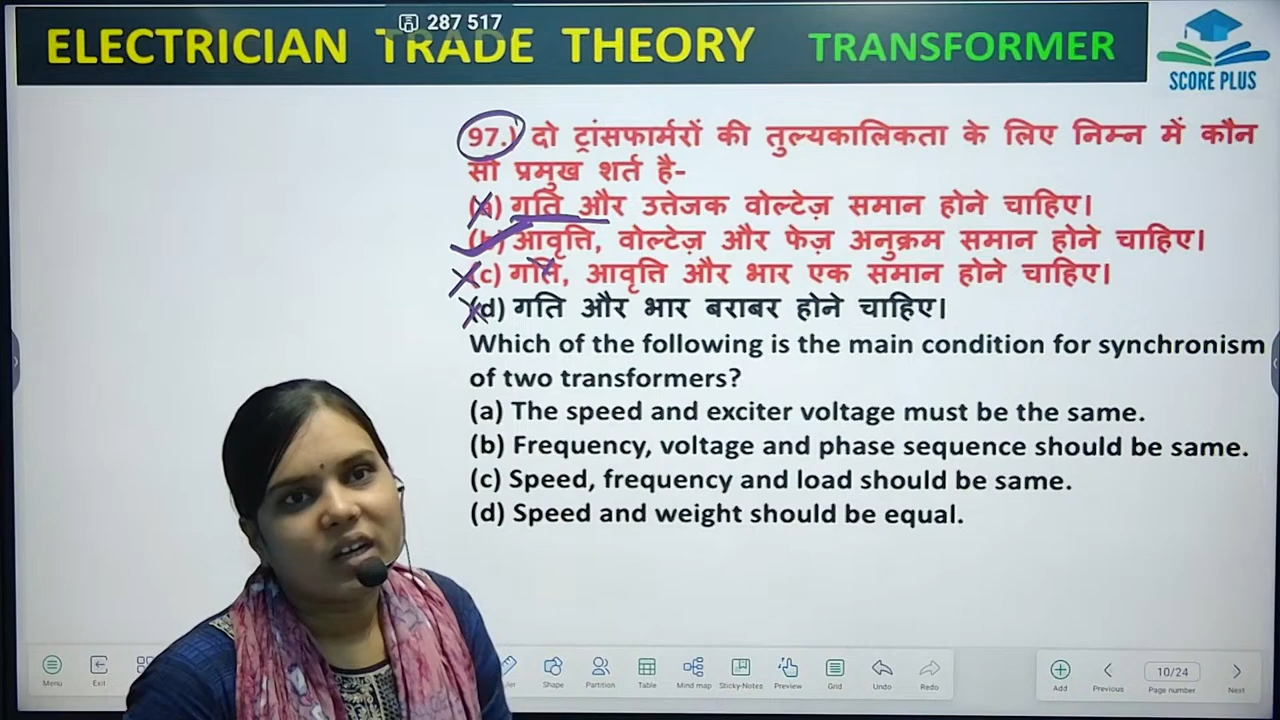 287 517
ELECTRICIAN TRADE THEORY TRANSFORMER
SCORE PLUS
97.) दो ट्रांसफार्मरों की तुल्यकालिकता के लिए निम्न में कौन
सी प्रमुख शर्त है-
(a) गति और उत्तेजक वोल्टेज़ समान होने चाहिए।
(b) आवृत्ति, वोल्टेज़ और फेज़ अनुक्रम समान होने चाहिए।
(c) गति, आवृत्ति और भार एक समान होने चाहिए।
(d) गति और भार बराबर होने चाहिए।
Which of the following is the main condition for synchronism
of two transformers?
(a) The speed and exciter voltage must be the same.
(b) Frequency, voltage and phase sequence should be same.
(c) Speed, frequency and load should be same.
(d) Speed and weight should be equal.
Menu Exit Shape Partition Table Mind map Sticky-Notes Preview Grid Undo Redo Add Previous 10/24 Page number Next